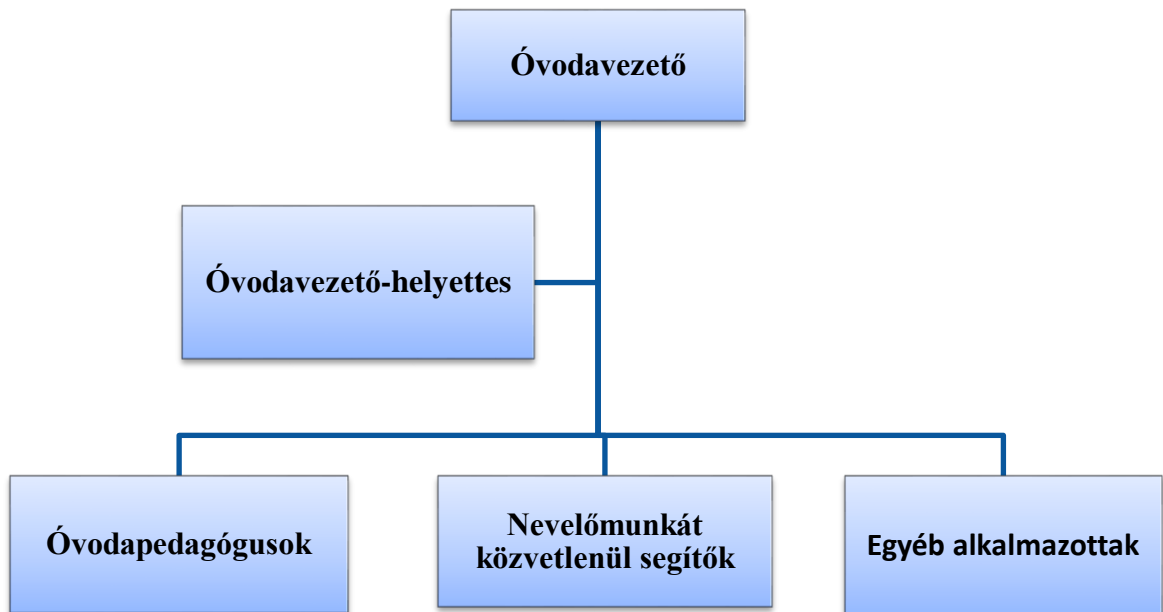 Óvodavezető
Óvodavezető-helyettes
Óvodapedagógusok
Nevelőmunkát
közvetlenül segítők
Egyéb alkalmazottak